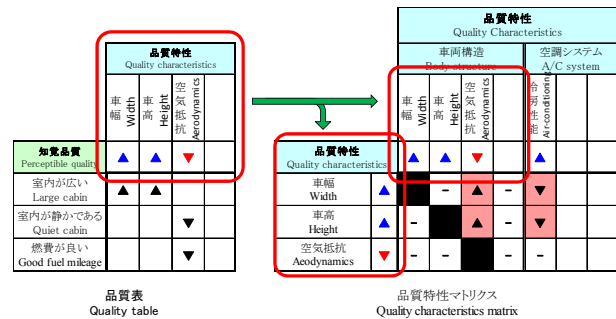 品質特性
Quality characteristics
車幅
Width
車高
Height
空気抵抗
Aerodynamics
知覚品質
Perceptible quality
▲ ▲ ▼
室内が広い
Large cabin
▲ ▲
室内が静かである
Quiet cabin
▼
燃費が良い
Good fuel mileage
▼
品質表
Quality table
品質特性
Quality Characteristics
車両構造
Body structure
空調システム
A/C system
車幅
Width
車高
Height
空気抵抗
Aerodynamics
冷房性能
Air-conditioning
品質特性
Quality characteristics
▲ ▲ ▼ ▲
車幅
Width
▲ - ▲ - ▼
車高
Height
▲ - ▲ - ▼
空気抵抗
Aeodynamics
▼ - - - -
品質特性マトリクス
Quality characteristics matrix